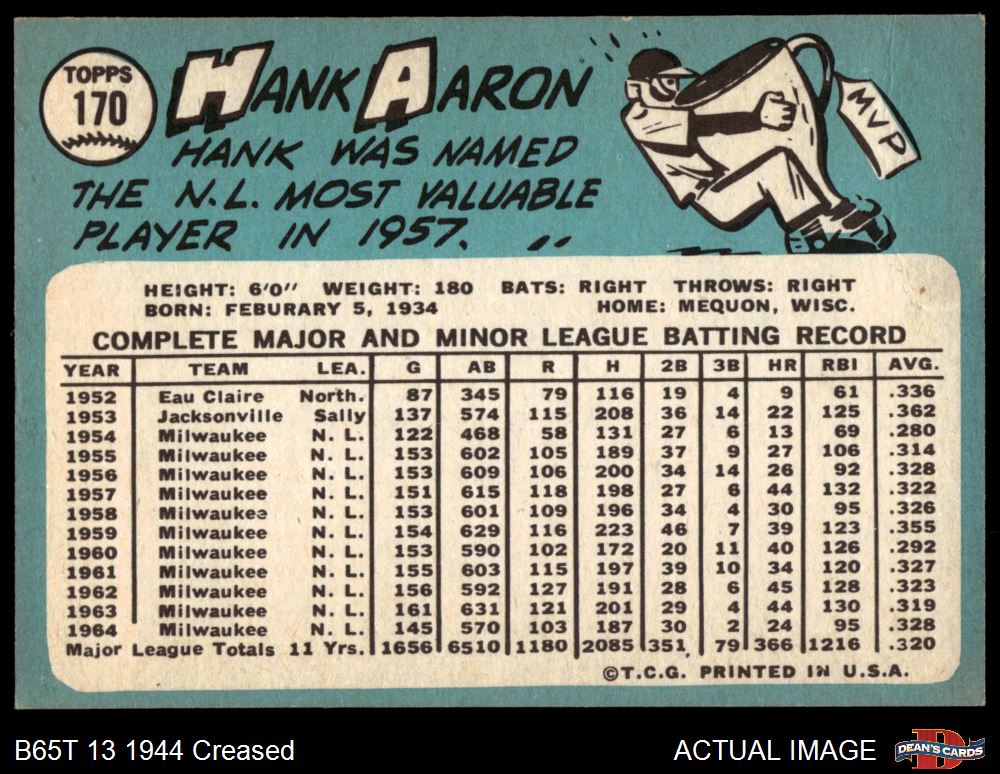 TOPPS
170
HANK AARON
HANK WAS NAMED
THE N.L. MOST VALUABLE
PLAYER IN 1957.
MVP
HEIGHT: 6'0" WEIGHT: 180 BATS: RIGHT THROWS: RIGHT
BORN: FEBURARY 5, 1934 HOME: MEQUON, WISC.
COMPLETE MAJOR AND MINOR LEAGUE BATTING RECORD
YEAR TEAM LEA. G AB R H 2B 3B HR RBI AVG.
1952 Eau Claire North. 87 345 79 116 19 4 9 61 .336
1953 Jacksonville Sally 137 574 115 208 36 14 22 125 .362
1954 Milwaukee N. L. 122 468 58 131 27 6 13 69 .280
1955 Milwaukee N. L. 153 602 105 189 37 9 27 106 .314
1956 Milwaukee N. L. 153 609 106 200 34 14 26 92 .328
1957 Milwaukee N. L. 151 615 118 198 27 6 44 132 .322
1958 Milwaukee N. L. 153 601 109 196 34 4 30 95 .326
1959 Milwaukee N. L. 154 629 116 223 46 7 39 123 .355
1960 Milwaukee N. L. 153 590 102 172 20 11 40 126 .292
1961 Milwaukee N. L. 155 603 115 197 39 10 34 120 .327
1962 Milwaukee N. L. 156 592 127 191 28 6 45 128 .323
1963 Milwaukee N. L. 161 631 121 201 29 4 44 130 .319
1964 Milwaukee N. L. 145 570 103 187 30 2 24 95 .328
Major League Totals 11 Yrs. 1656 6510 1180 2085 351 79 366 1216 .320
©T.C.G. PRINTED IN U.S.A.
B65T 13 1944 Creased
ACTUAL IMAGE
D
DEAN'S CARDS